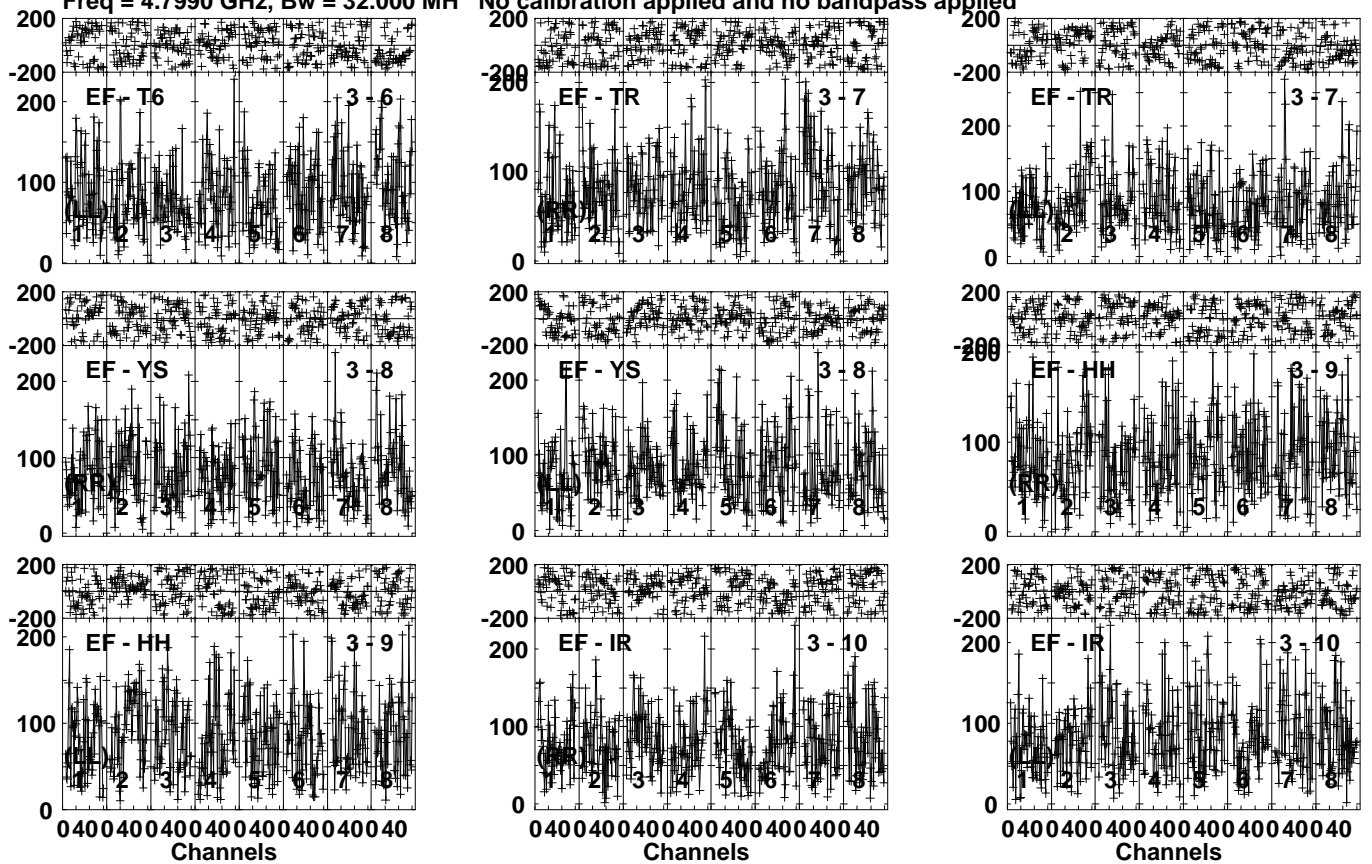 Freq = 4.7990 GHz, Bw = 32.000 MH No calibration applied and no bandpass applied
200 200 200
-200 -200 -200
200
EF - T6 3 - 6 EF - TR 3 - 7 EF - TR 3 - 7
200 200
100 100 100
(LL) (RR) (LL)
1 2 3 4 5 6 7 8 1 2 3 4 5 6 7 8 1 2 3 4 5 6 7 8
0 0 0
200 200 200
-200 -200 -200
200
EF - YS 3 - 8 EF - YS 3 - 8 EF - HH 3 - 9
200 200
100 100 100
(RR) (LL) (RR)
1 2 3 4 5 6 7 8 1 2 3 4 5 6 7 8 1 2 3 4 5 6 7 8
0 0 0
200 200 200
-200 -200 -200
EF - HH 3 - 9 EF - IR 3 - 10 EF - IR 3 - 10
200 200 200
100 100 100
(LL) (RR) (LL)
1 2 3 4 5 6 7 8 1 2 3 4 5 6 7 8 1 2 3 4 5 6 7 8
0 0 0
0 40 0 40 0 40 0 40 0 40 0 40 0 40 0 40 0 40 0 40 0 40 0 40 0 40 0 40 0 40 0 40 0 40 0 40 0 40 0 40 0 40 0 40 0 40 0 40
Channels Channels Channels